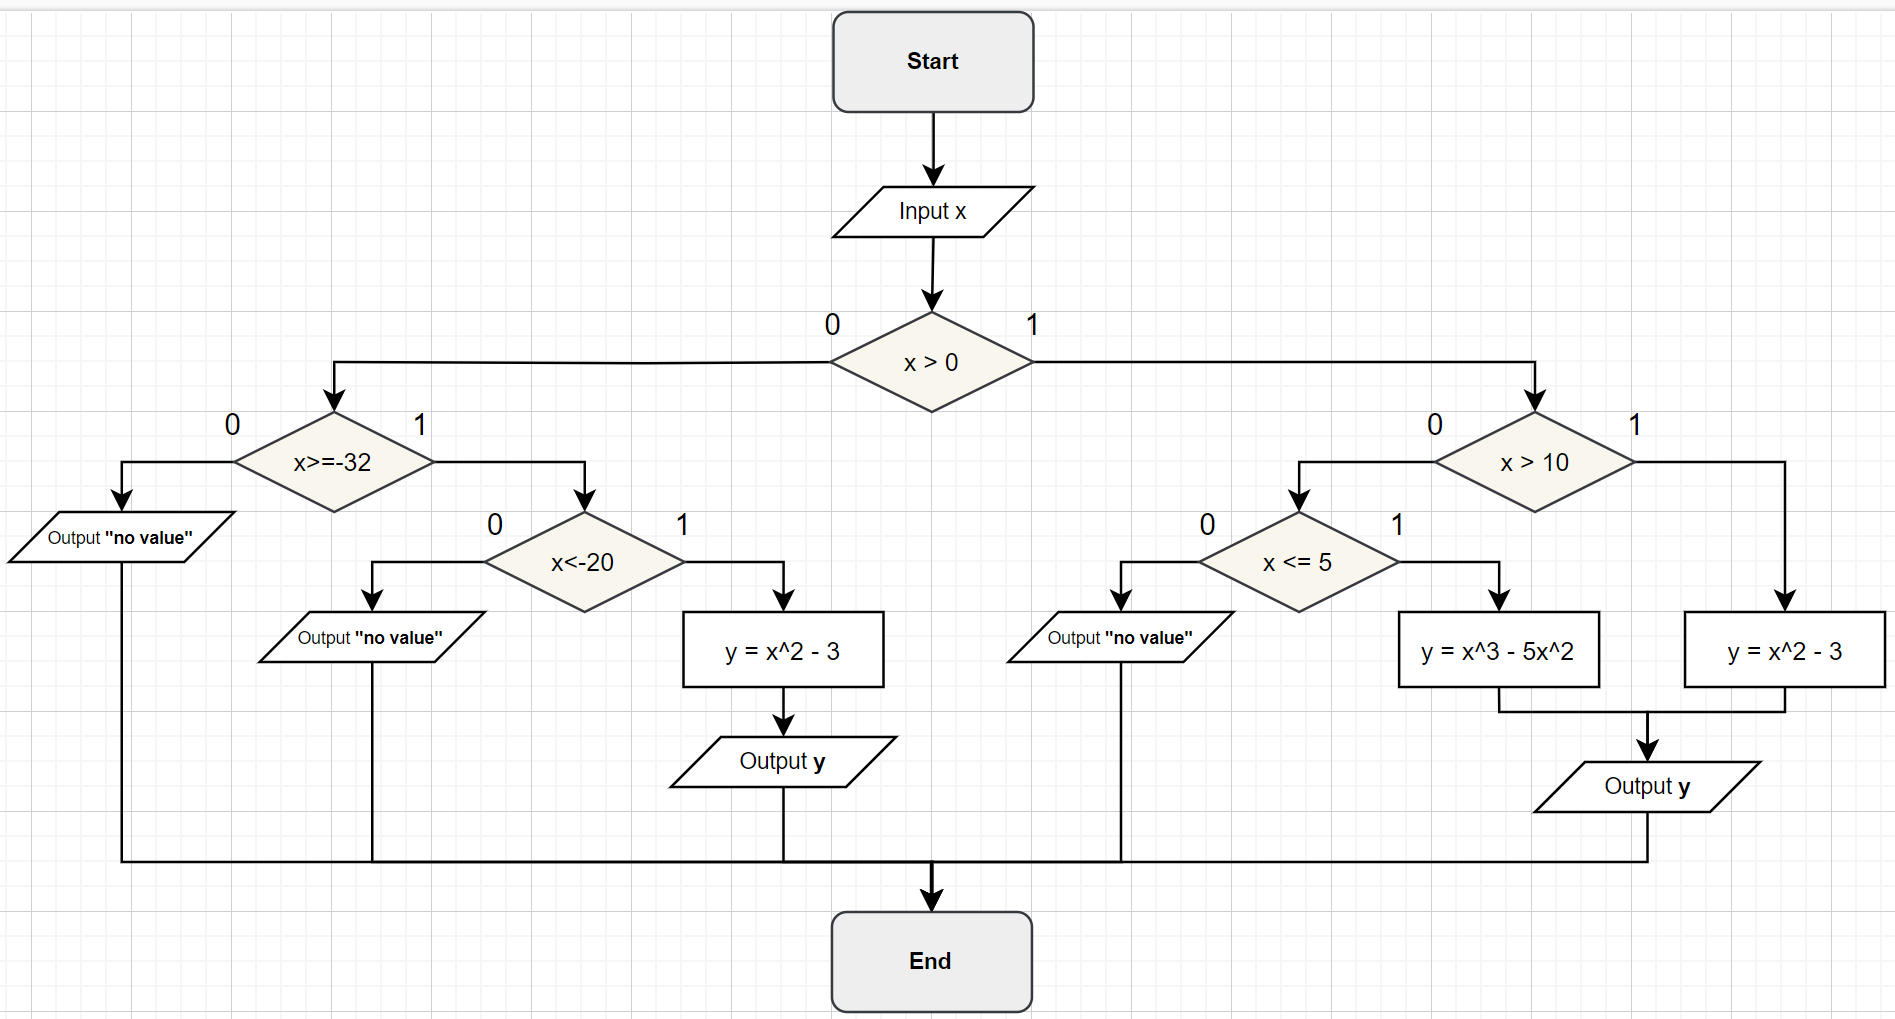 Start
Input x
0
1
x > 0
0
1
0
1
x>=-32
x > 10
0
1
0
1
Output "no value"
x<-20
x <= 5
Output "no value"
y = x^2 - 3
Output "no value"
y = x^3 - 5x^2
y = x^2 - 3
Output y
Output y
End